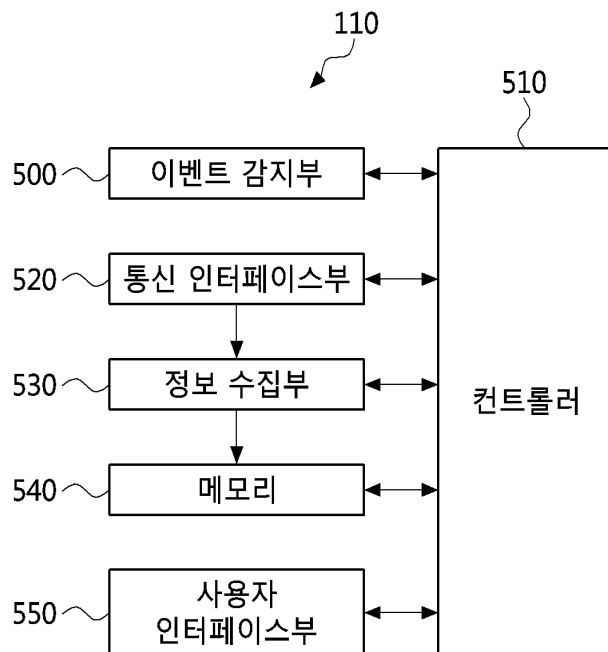 110
510
500
이벤트 감지부
520
통신 인터페이스부
530
정보 수집부
컨트롤러
540
메모리
550
사용자
인터페이스부